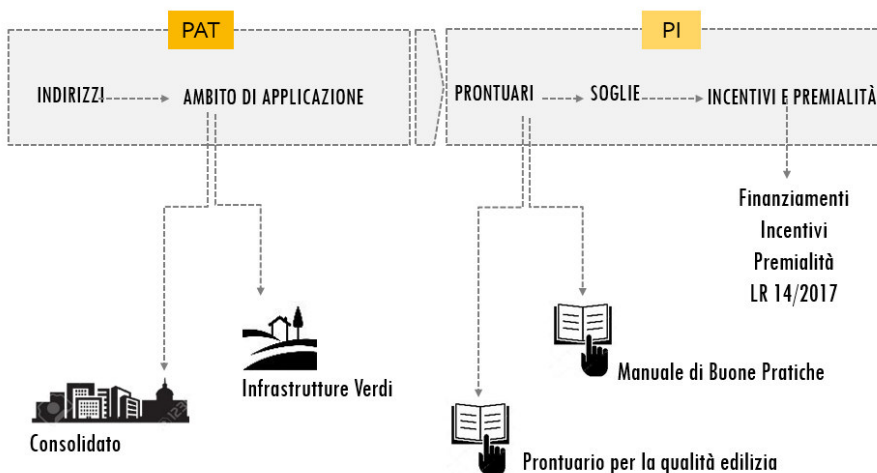 PAT
PI
INDIRIZZI
AMBITO DI APPLICAZIONE
PRONTUARI
SOGLIE
INCENTIVI E PREMIALITÀ
Finanziamenti
Incentivi
Premialità
LR 14/2017
Infrastrutture Verdi
Manuale di Buone Pratiche
Consolidato
Prontuario per la qualità edilizia